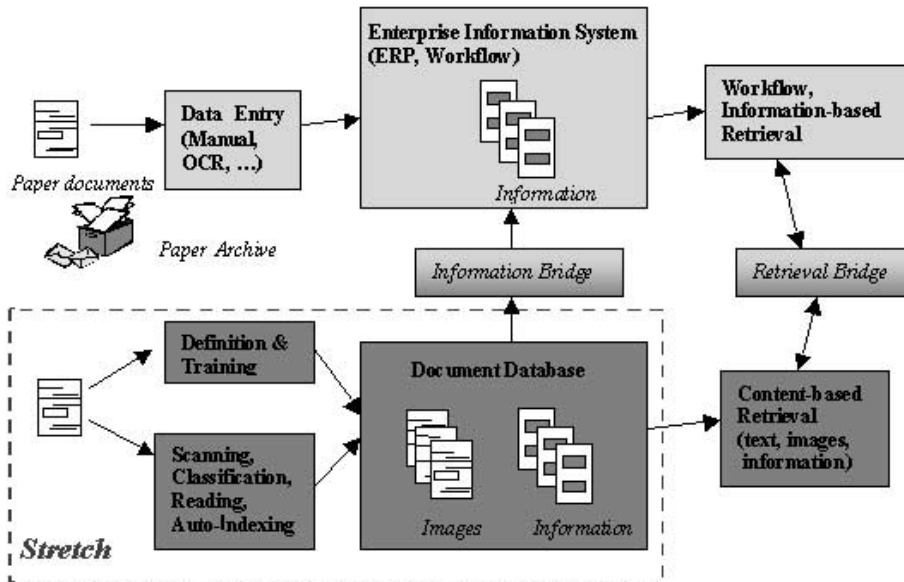 Enterprise Information System
(ERP, Workflow)
Information
Paper documents
Data Entry
(Manual,
OCR, ...)
Workflow,
Information-based
Retrieval
Paper Archive
Information Bridge
Retrieval Bridge
Definition &
Training
Document Database
Images
Information
Scanning,
Classification,
Reading,
Auto-Indexing
Content-based
Retrieval
(text, images,
information)
Stretch